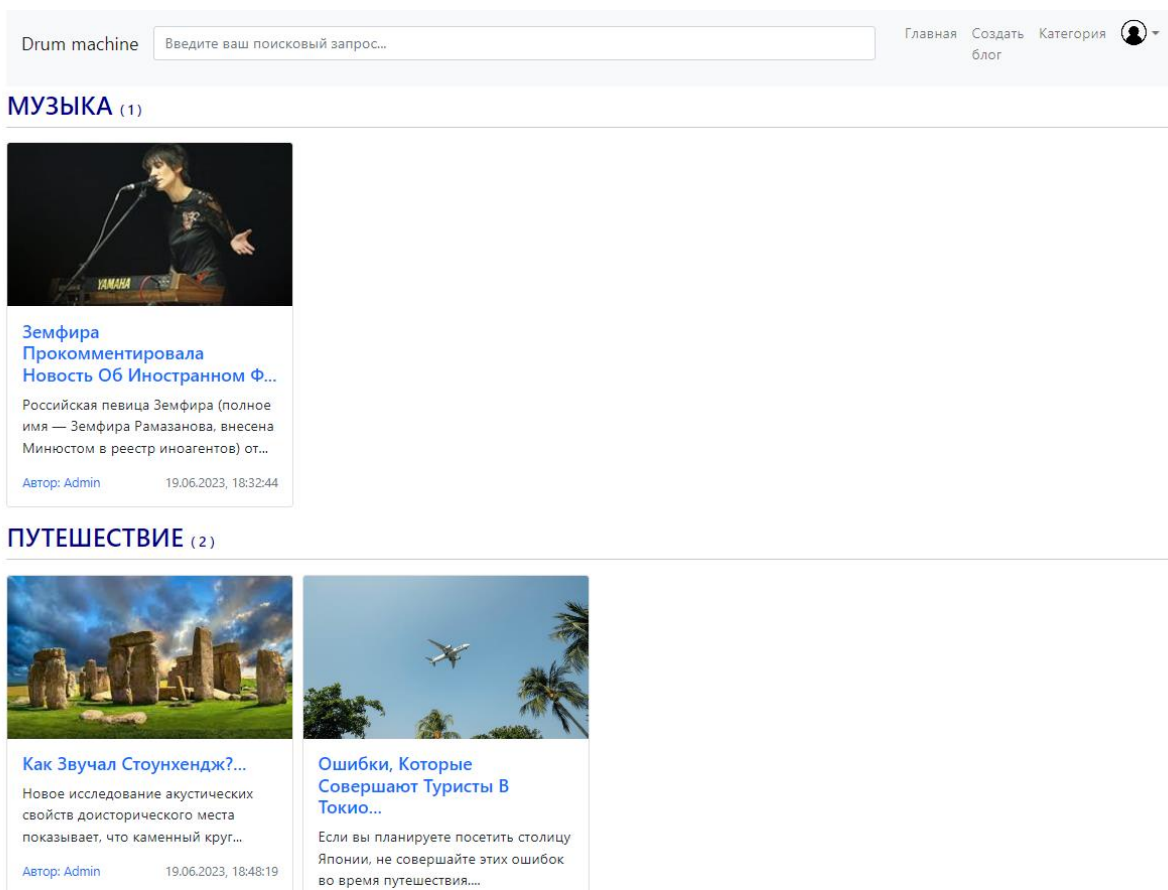 Drum machine Введите ваш поисковый запрос... Главная Создать Категория
блог
МУЗЫКА (1)
YAMAHA
Земфира
Прокомментировала
Новость Об Иностранном Ф...
Российская певица Земфира (полное
имя — Земфира Рамазанова, внесена
Минюстом в реестр иноагентов) от...
Автор: Admin 19.06.2023, 18:32:44
ПУТЕШЕСТВИЕ (2)
Как Звучал Стоунхендж?...
Новое исследование акустических
свойств доисторического места
показывает, что каменный круг...
Автор: Admin 19.06.2023, 18:48:19
Ошибки, Которые
Совершают Туристы В
Токио...
Если вы планируете посетить столицу
Японии, не совершайте этих ошибок
во время путешествия....